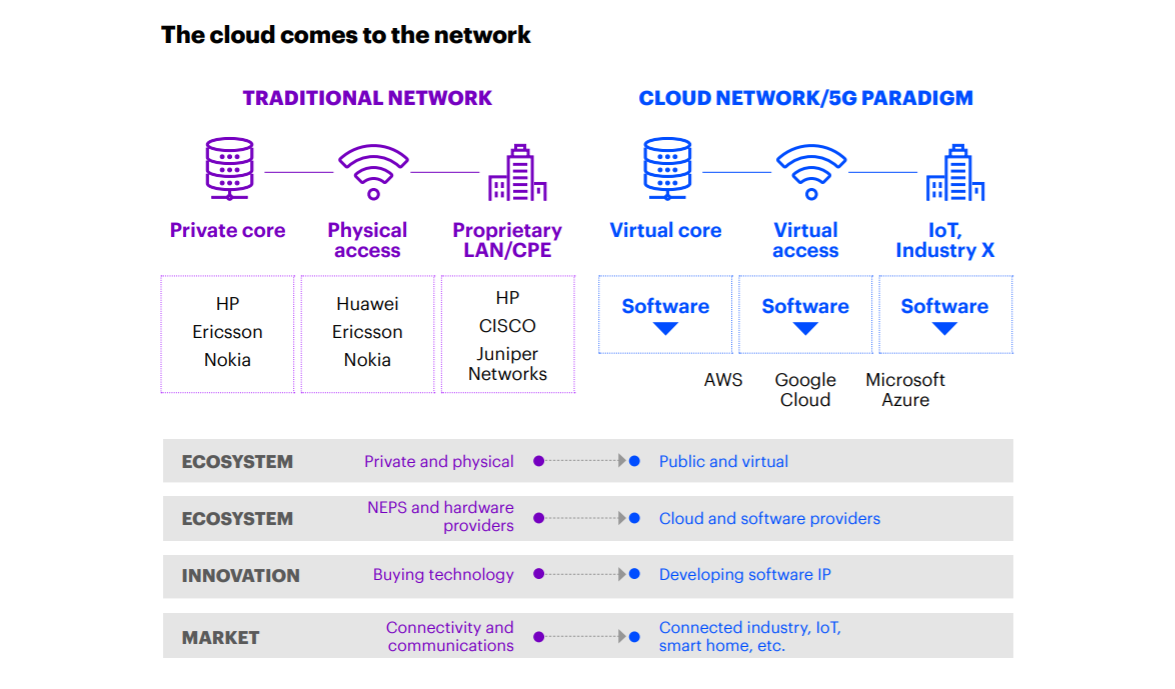 The cloud comes to the network
TRADITIONAL NETWORK
CLOUD NETWORK/5G PARADIGM
Private core
Physical
access
Proprietary
LAN/CPE
Virtual core
Virtual
access
IoT,
Industry X
HP
Ericsson
Nokia
Huawei
Ericsson
Nokia
HP
CISCO
Juniper
Networks
Software
Software
Software
AWS
Google
Cloud
Microsoft
Azure
ECOSYSTEM
Private and physical
Public and virtual
ECOSYSTEM
NEPS and hardware
providers
Cloud and software providers
INNOVATION
Buying technology
Developing software IP
MARKET
Connectivity and
communications
Connected industry, IoT,
smart home, etc.